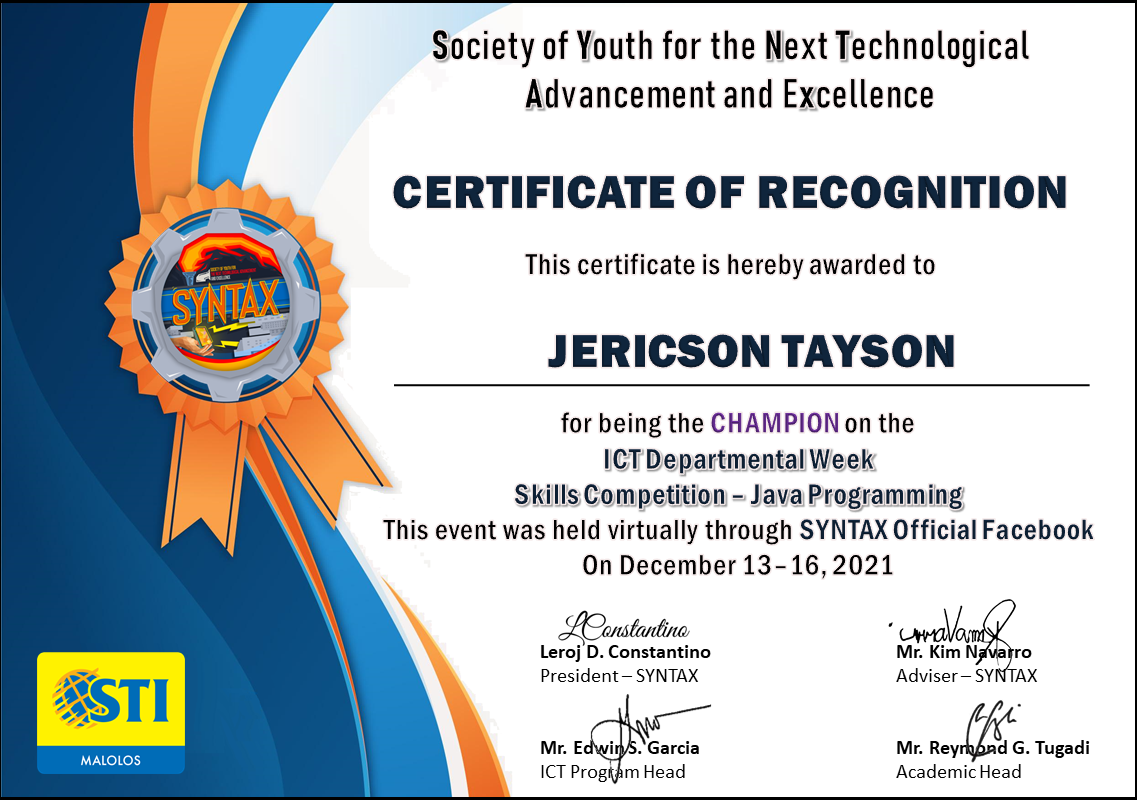 Society of Youth for the Next Technological
Advancement and Excellence
CERTIFICATE OF RECOGNITION
This certificate is hereby awarded to
SYNTAX
JERICSON TAYSON
for being the CHAMPION on the
ICT Departmental Week
Skills Competition – Java Programming
This event was held virtually through SYNTAX Official Facebook
On December 13–16, 2021
LConstantino
Leroj D. Constantino
President – SYNTAX
Mr. Kim Navarro
Adviser – SYNTAX
Mr. Edwin S. Garcia
ICT Program Head
Mr. Reymond G. Tugadi
Academic Head
STI
MALOLOS